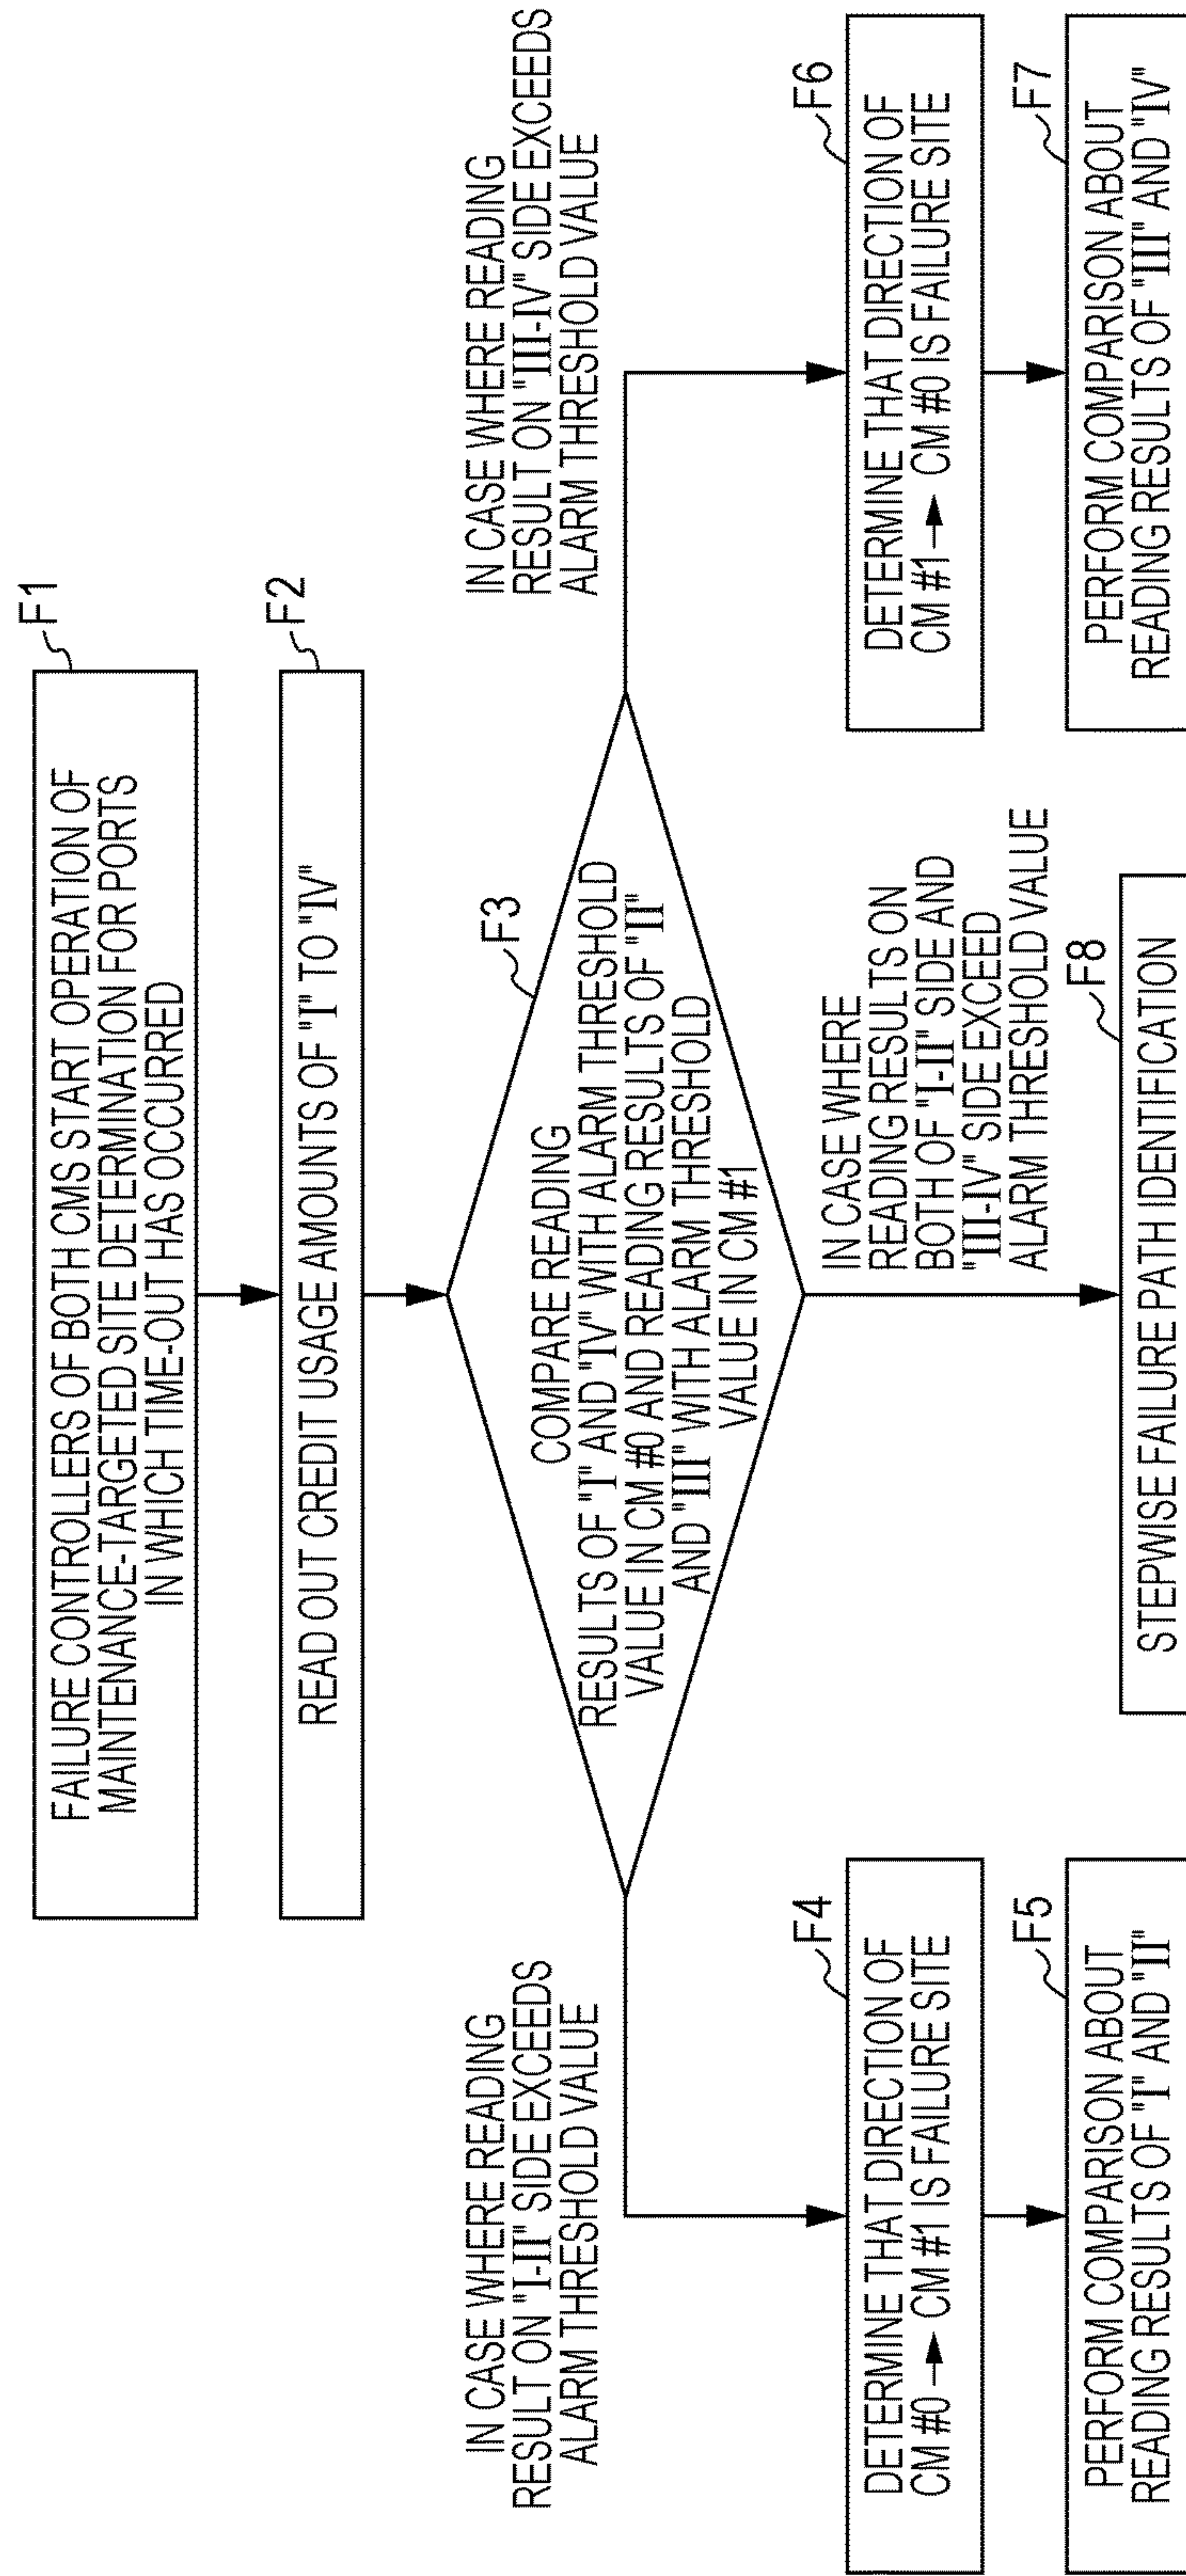 F1
FAILURE CONTROLLERS OF BOTH CMS START OPERATION OF
MAINTENANCE-TARGETED SITE DETERMINATION FOR PORTS
IN WHICH TIME-OUT HAS OCCURRED
F2
READ OUT CREDIT USAGE AMOUNTS OF "I" TO "IV"
F3
COMPARE READING
RESULTS OF "I" AND "IV" WITH ALARM THRESHOLD
VALUE IN CM #0 AND READING RESULTS OF "II"
AND "III" WITH ALARM THRESHOLD
VALUE IN CM #1
IN CASE WHERE READING
RESULT ON "I-II" SIDE EXCEEDS
ALARM THRESHOLD VALUE
F4
DETERMINE THAT DIRECTION OF
CM #0 → CM #1 IS FAILURE SITE
F5
PERFORM COMPARISON ABOUT
READING RESULTS OF "I" AND "II"
IN CASE WHERE
READING RESULTS ON
BOTH OF "I-II" SIDE AND
"III-IV" SIDE EXCEED
ALARM THRESHOLD VALUE
F8
STEPWISE FAILURE PATH IDENTIFICATION
IN CASE WHERE READING
RESULT ON "III-IV" SIDE EXCEEDS
ALARM THRESHOLD VALUE
F6
DETERMINE THAT DIRECTION OF
CM #1 → CM #0 IS FAILURE SITE
F7
PERFORM COMPARISON ABOUT
READING RESULTS OF "III" AND "IV"